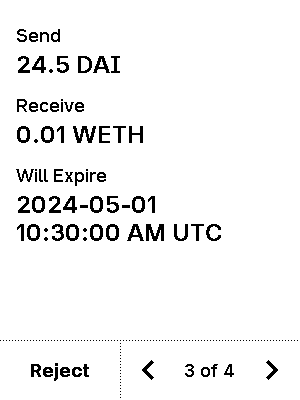 Send
24.5 DAI
Receive
0.01 WETH
Will Expire
2024-05-01
10:30:00 AM UTC
Reject
3 of 4